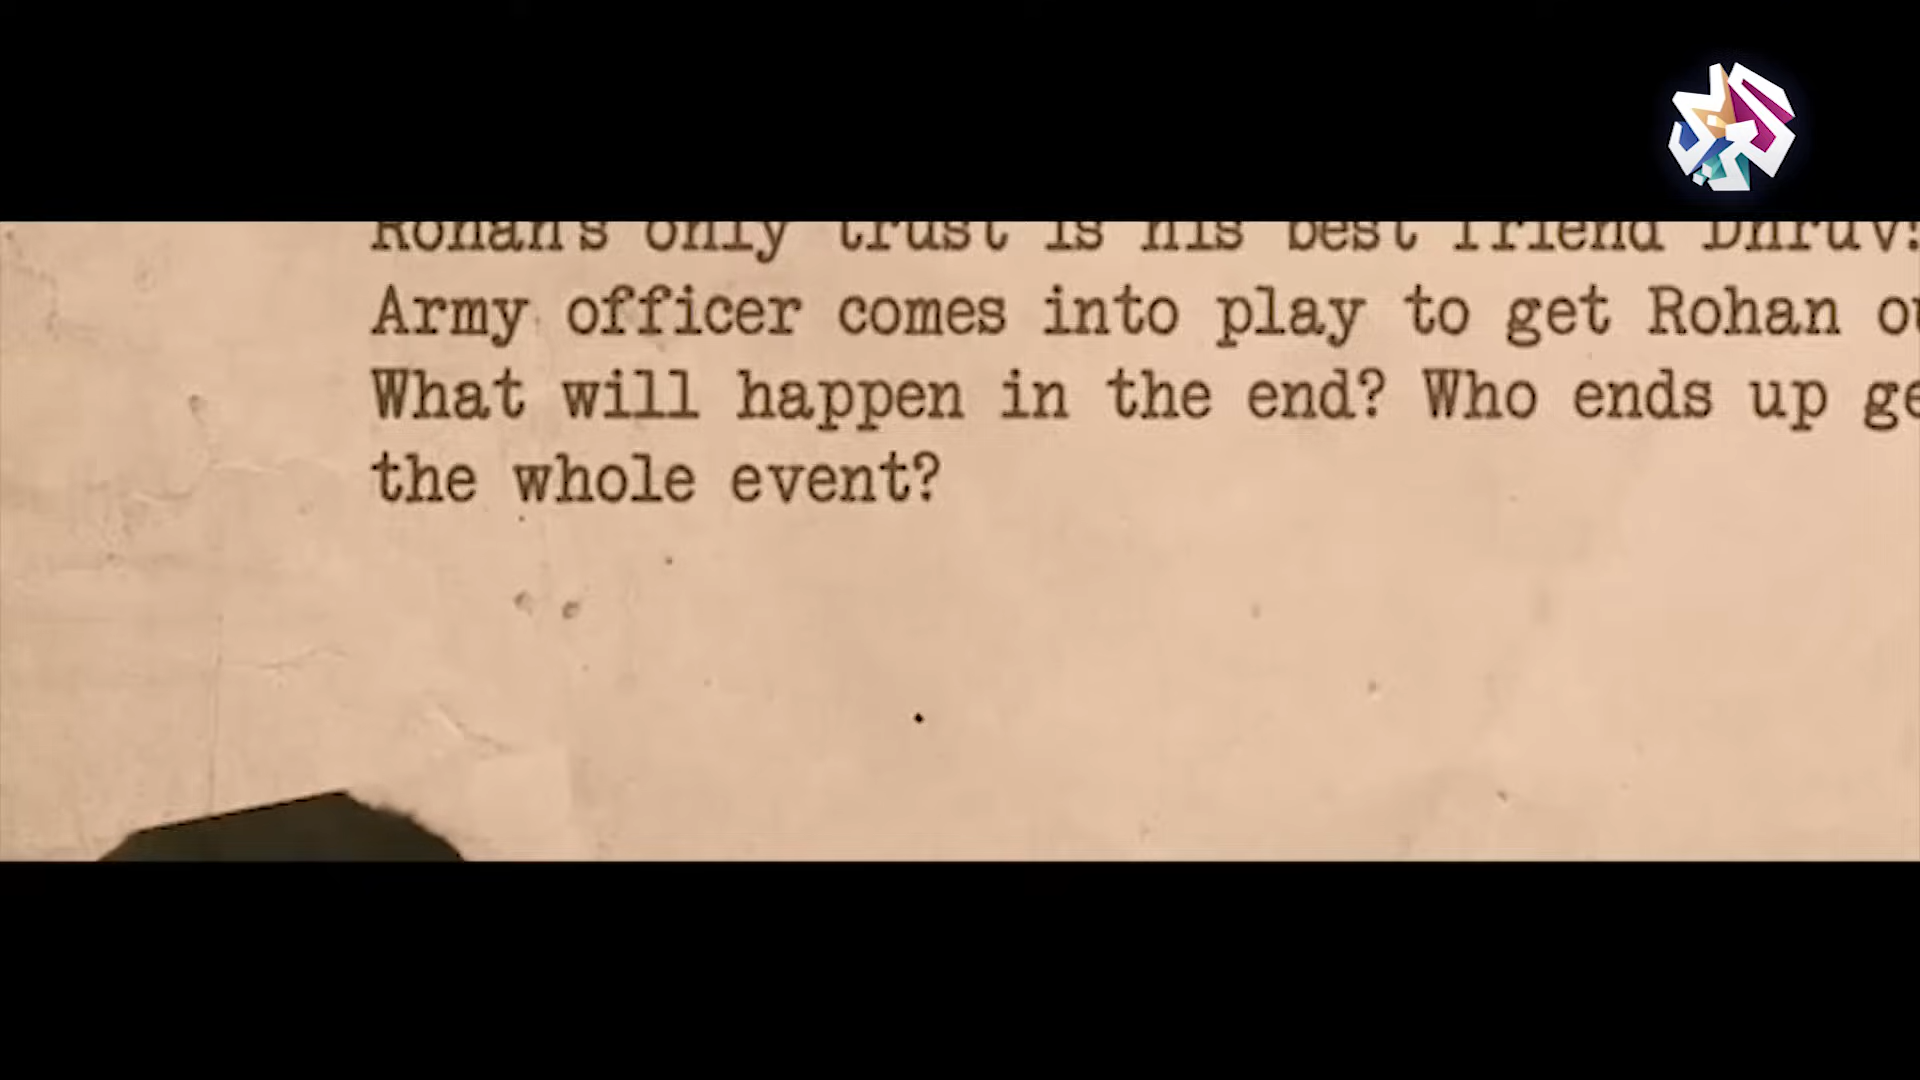 Rohan's only trust is his best friend Dhruv
Army officer comes into play to get Rohan
What will happen in the end? Who ends up
the whole event?